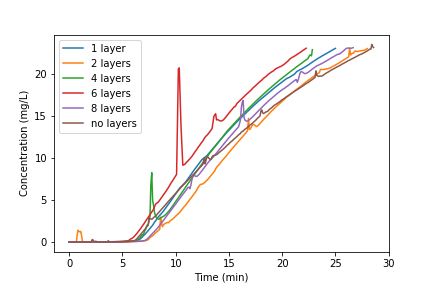 1 layer
2 layers
4 layers
6 layers
8 layers
no layers
Concentration (mg/L)
20
15
10
5
0
0 5 10 15 20 25 30
Time (min)